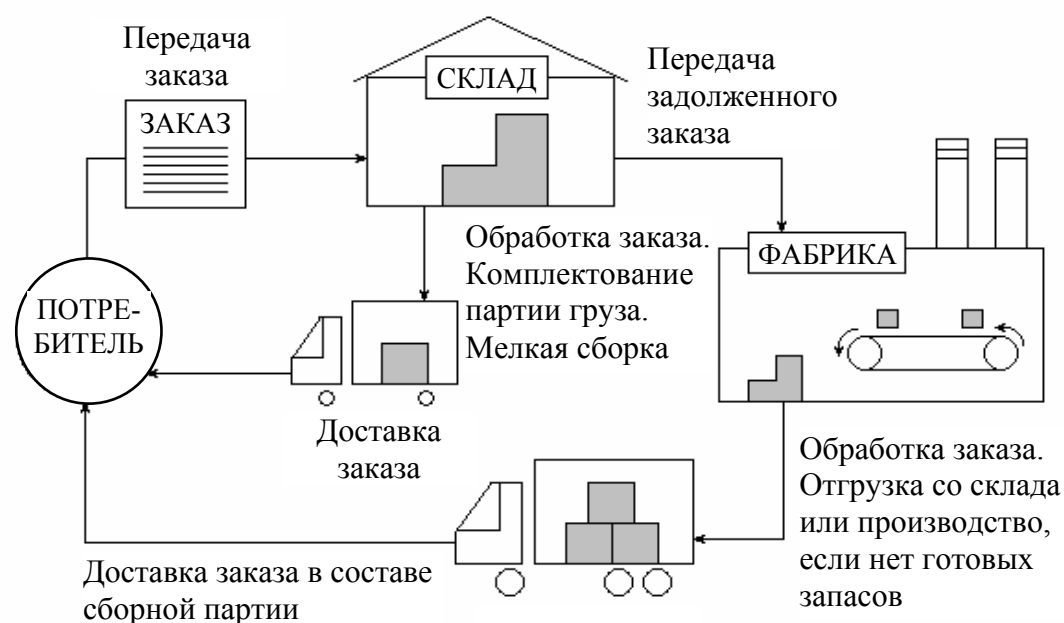 Передача
заказа
ЗАКАЗ
СКЛАД
Передача
задолженного
заказа
ФАБРИКА
Обработка заказа.
Комплектование
партии груза.
Мелкая сборка
ПОТРЕ-
БИТЕЛЬ
Доставка
заказа
Обработка заказа.
Отгрузка со склада
или производство,
если нет готовых
запасов
Доставка заказа в составе
сборной партии